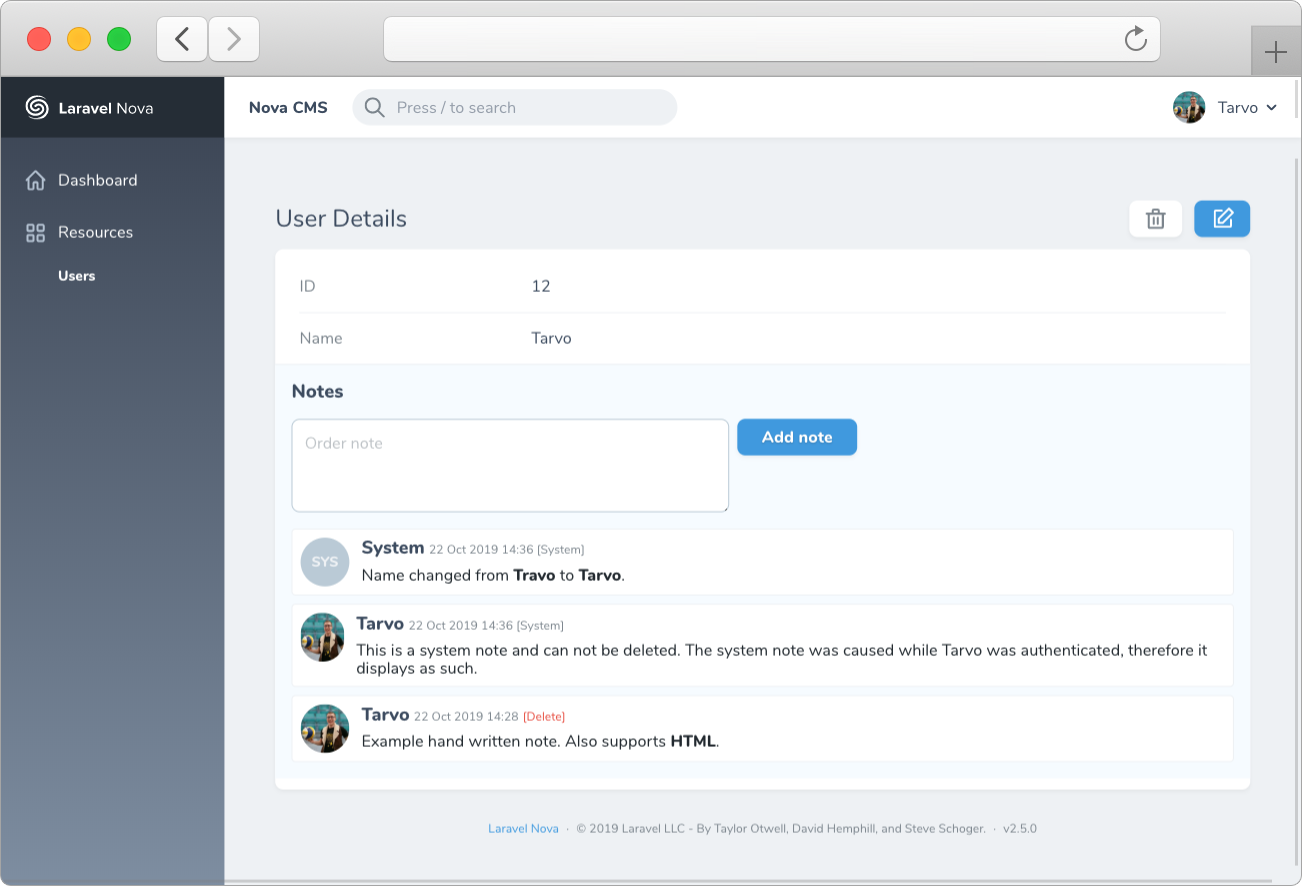 Laravel Nova
Nova CMS
Press / to search
Tarvo
Dashboard
Resources
Users
User Details
ID 12
Name Tarvo
Notes
Order note
Add note
SYS
System 22 Oct 2019 14:36 [System]
Name changed from Travo to Tarvo.
Tarvo 22 Oct 2019 14:36 [System]
This is a system note and can not be deleted. The system note was caused while Tarvo was authenticated, therefore it
displays as such.
Tarvo 22 Oct 2019 14:28 [Delete]
Example hand written note. Also supports HTML.
Laravel Nova · © 2019 Laravel LLC - By Taylor Otwell, David Hemphill, and Steve Schoger. · v2.5.0